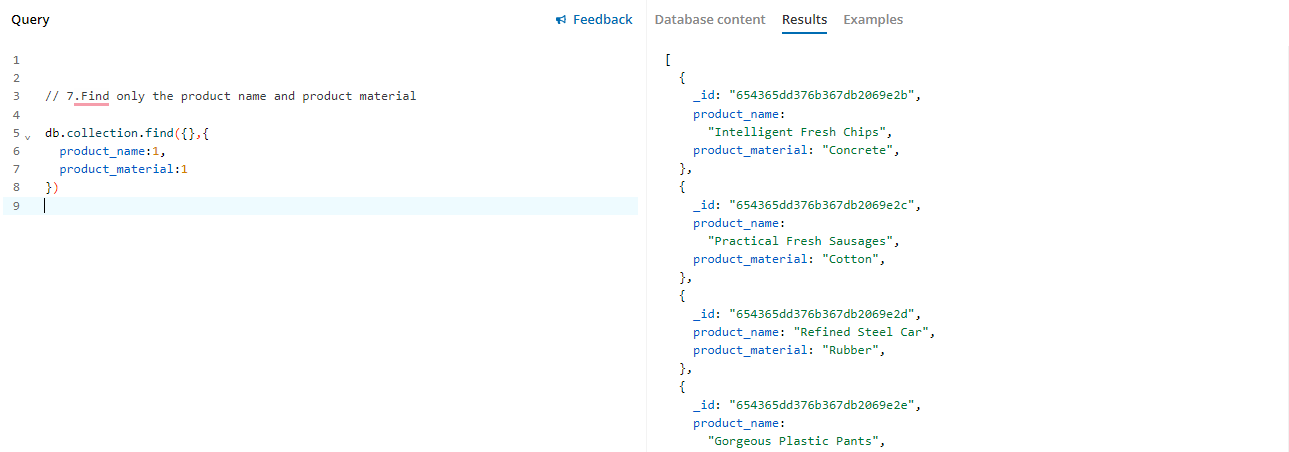 Query
Feedback
Database content Results Examples
1
2
3 // 7.Find only the product name and product material
4
5 db.collection.find({},{
6 product_name:1,
7 product_material:1
8 })
9
[
{
_id: "654365dd376b367db2069e2b",
product_name:
"Intelligent Fresh Chips",
product_material: "Concrete",
},
{
_id: "654365dd376b367db2069e2c",
product_name:
"Practical Fresh Sausages",
product_material: "Cotton",
},
{
_id: "654365dd376b367db2069e2d",
product_name: "Refined Steel Car",
product_material: "Rubber",
},
{
_id: "654365dd376b367db2069e2e",
product_name:
"Gorgeous Plastic Pants",